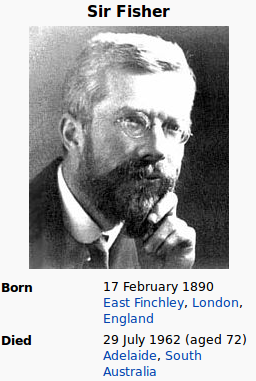 Sir Fisher
Born 17 February 1890
East Finchley, London,
England
Died 29 July 1962 (aged 72)
Adelaide, South
Australia